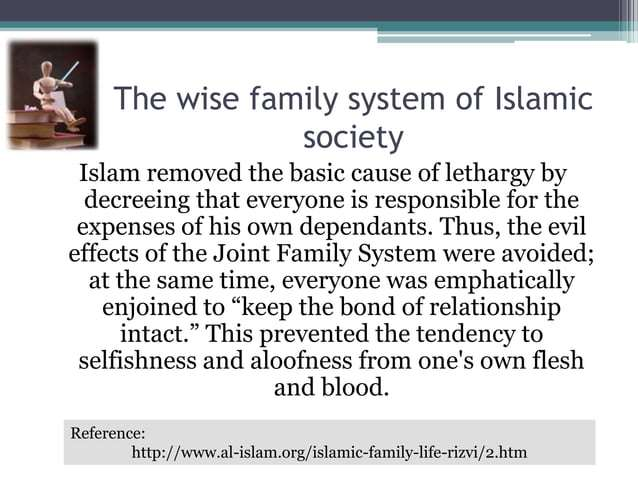 The wise family system of Islamic
society
Islam removed the basic cause of lethargy by
decreeing that everyone is responsible for the
expenses of his own dependants. Thus, the evil
effects of the Joint Family System were avoided;
at the same time, everyone was emphatically
enjoined to “keep the bond of relationship
intact.” This prevented the tendency to
selfishness and aloofness from one's own flesh
and blood.
Reference:
http://www.al-islam.org/islamic-family-life-rizvi/2.htm